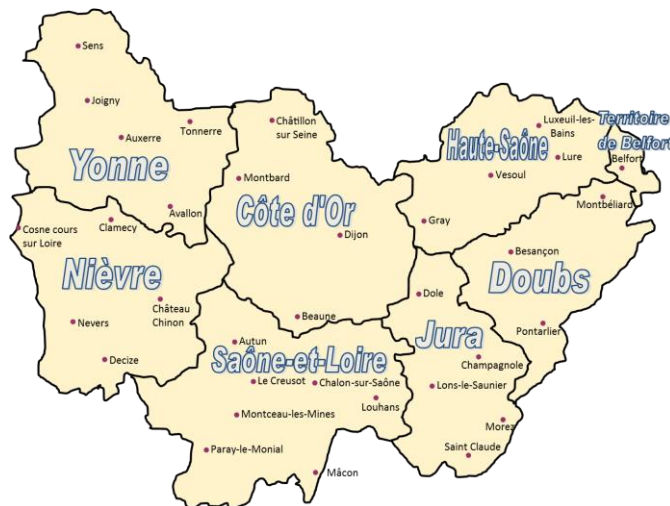 Sens
Joigny
Auxerre
Tonnerre
Yonne
Avallon
Châtillon
sur Seine
Montbard
Côte d'Or
Dijon
Beaune
Luxeuil-les-
Bains
Haute-Saône
Lure
Vesoul
Gray
Territoire
de Belfort
Belfort
Montbéliard
Besançon
Doubs
Pontarlier
Cosne cours
sur Loire
Clamecy
Nièvre
Château
Chinon
Nevers
Decize
Autun
Saône-et-Loire
Le Creusot
Chalon-sur-Saône
Louhans
Montceau-les-Mines
Paray-le-Monial
Mâcon
Dole
Jura
Champagnole
Lons-le-Saunier
Morez
Saint Claude